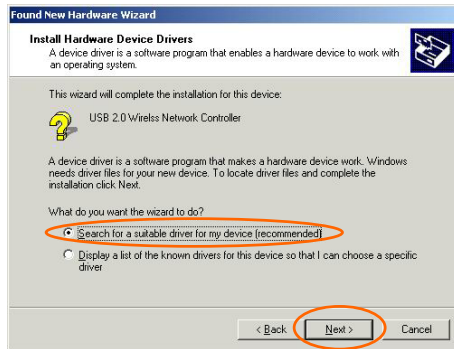 Found New Hardware Wizard
Install Hardware Device Drivers
A device driver is a software program that enables a hardware device to work with
an operating system.
This wizard will complete the installation for this device:
USB 2.0 Wirelss Network Controller
A device driver is a software program that makes a hardware device work. Windows
needs driver files for your new device. To locate driver files and complete the
installation click Next.
What do you want the wizard to do?
Search for a suitable driver for my device (recommended)
Display a list of the known drivers for this device so that I can choose a specific
driver
< Back Next > Cancel